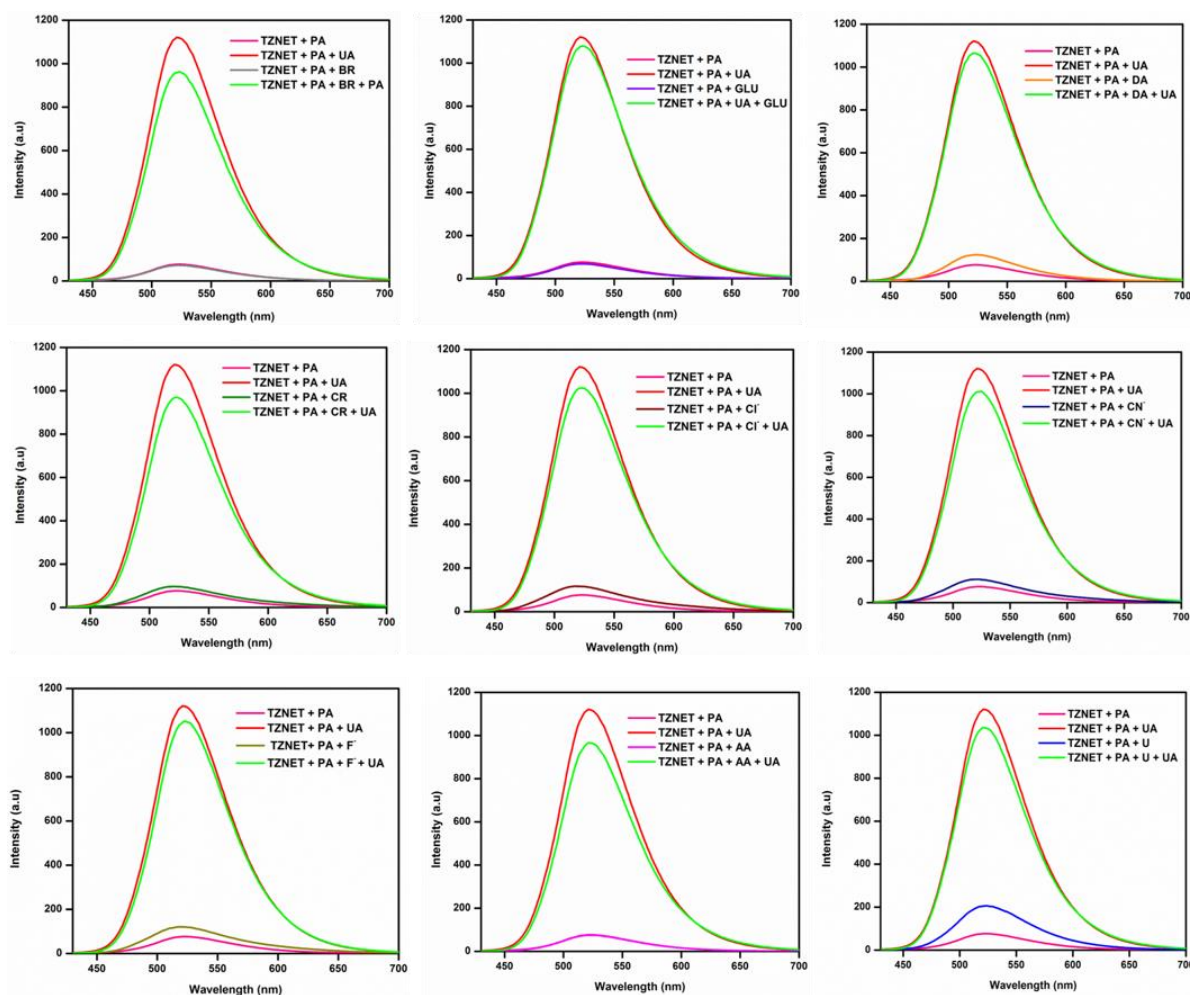 1200
1000
800
600
400
200
0
Intensity (a.u)
TZNET + PA
TZNET + PA + UA
TZNET + PA + BR
TZNET + PA + BR + PA
450 500 550 600 650 700
Wavelength (nm)
1200
1000
800
600
400
200
0
Intensity (a.u)
TZNET + PA
TZNET + PA + UA
TZNET + PA + GLU
TZNET + PA + UA + GLU
450 500 550 600 650 700
Wavelength (nm)
1200
1000
800
600
400
200
0
Intensity (a.u)
TZNET + PA
TZNET + PA + UA
TZNET + PA + DA
TZNET + PA + DA + UA
450 500 550 600 650 700
Wavelength (nm)
1200
1000
800
600
400
200
0
Intensity (a.u)
TZNET + PA
TZNET + PA + UA
TZNET + PA + CR
TZNET + PA + CR + UA
450 500 550 600 650 700
Wavelength (nm)
1200
1000
800
600
400
200
0
Intensity (a.u)
TZNET + PA
TZNET + PA + UA
TZNET + PA + Cl⁻
TZNET + PA + Cl⁻ + UA
450 500 550 600 650 700
Wavelength (nm)
1200
1000
800
600
400
200
0
Intensity (a.u)
TZNET + PA
TZNET + PA + UA
TZNET + PA + CN⁻
TZNET + PA + CN⁻ + UA
450 500 550 600 650 700
Wavelength (nm)
1200
1000
800
600
400
200
0
Intensity (a.u)
TZNET + PA
TZNET + PA + UA
TZNET+ PA + F⁻
TZNET + PA + F⁻ + UA
450 500 550 600 650 700
Wavelength (nm)
1200
1000
800
600
400
200
0
Intensity (a.u)
TZNET + PA
TZNET + PA + UA
TZNET + PA + AA
TZNET + PA + AA + UA
450 500 550 600 650 700
Wavelength (nm)
1200
1000
800
600
400
200
0
Intensity (a.u)
TZNET + PA
TZNET + PA + UA
TZNET + PA + U
TZNET + PA + U + UA
450 500 550 600 650 700
Wavelength (nm)